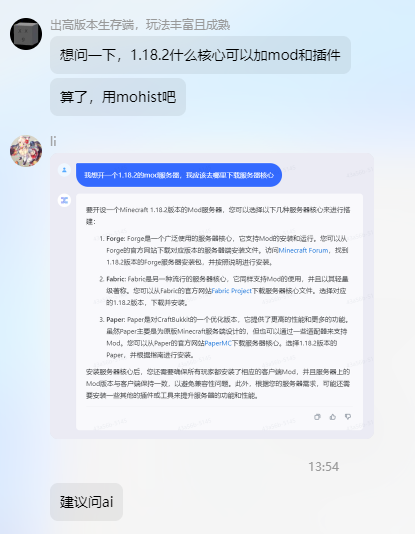 出高版本生存端，玩法丰富且成熟
想问一下，1.18.2什么核心可以加mod和插件
算了，用mohist吧
li
我想开一个1.18.2的mod服务器，我应该去哪里下载服务器核心
要开设一个Minecraft 1.18.2版本的Mod服务器，您可以选择以下几种服务器核心来进行搭
建：
1. Forge: Forge是一个广泛使用的服务器核心，它支持Mod的安装和运行。您可以从
Forge的官方网站下载对应版本的服务器端安装文件。访问Minecraft Forum，找到
1.18.2版本的Forge服务器安装包，并按照说明进行安装。
2. Fabric: Fabric是另一种流行的服务器核心，它同样支持Mod的使用，并且以其轻量
级著称。您可以从Fabric的官方网站Fabric Project下载服务器核心文件。选择对应
的1.18.2版本，下载并安装。
3. Paper: Paper是对CraftBukkit的一个优化版本，它提供了更高的性能和更多的功能。
虽然Paper主要是为原版Minecraft服务端设计的，但也可以通过一些适配器来支持
Mod。您可以从Paper的官方网站PaperMC下载服务器核心。选择1.18.2版本的
Paper，并根据指南进行安装。
安装服务器核心后，您还需要确保所有玩家都安装了相应的客户端Mod，并且服务器上的
Mod版本与客户端保持一致，以避免兼容性问题。此外，根据您的服务器需求，可能还需
要安装一些其他的插件或工具来提升服务器的功能和性能。
13:54
建议问ai